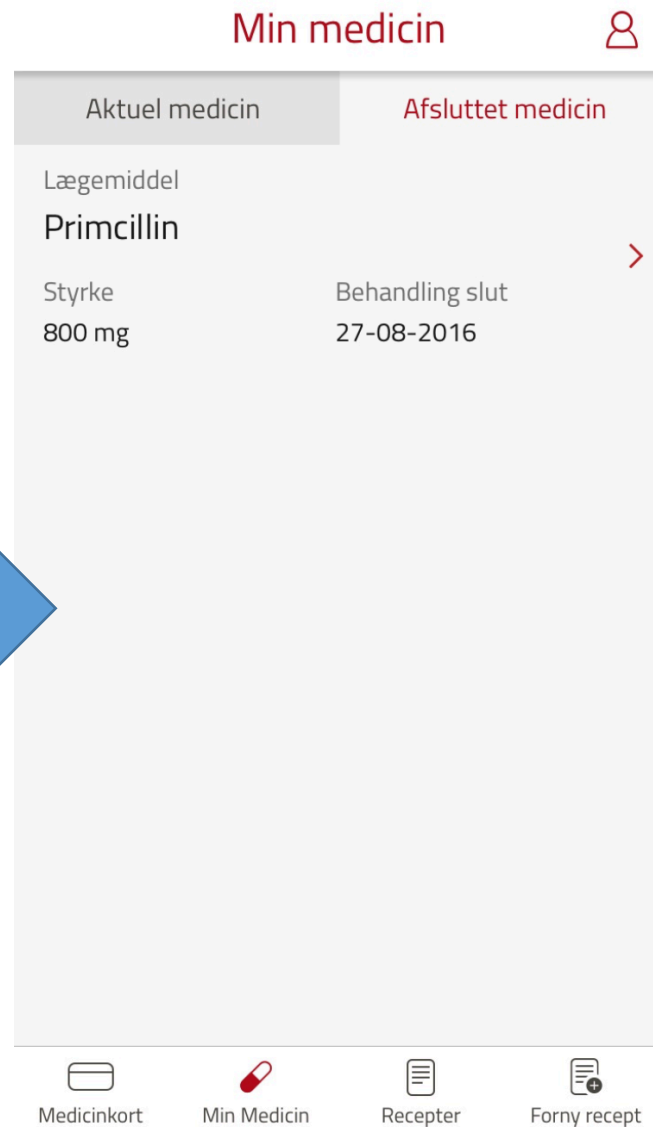 Min medicin
Aktuel medicin Afsluttet medicin
Lægemiddel
Primcillin
Styrke Behandling slut
800 mg 27-08-2016
Medicinkort Min Medicin Recepter Forny recept